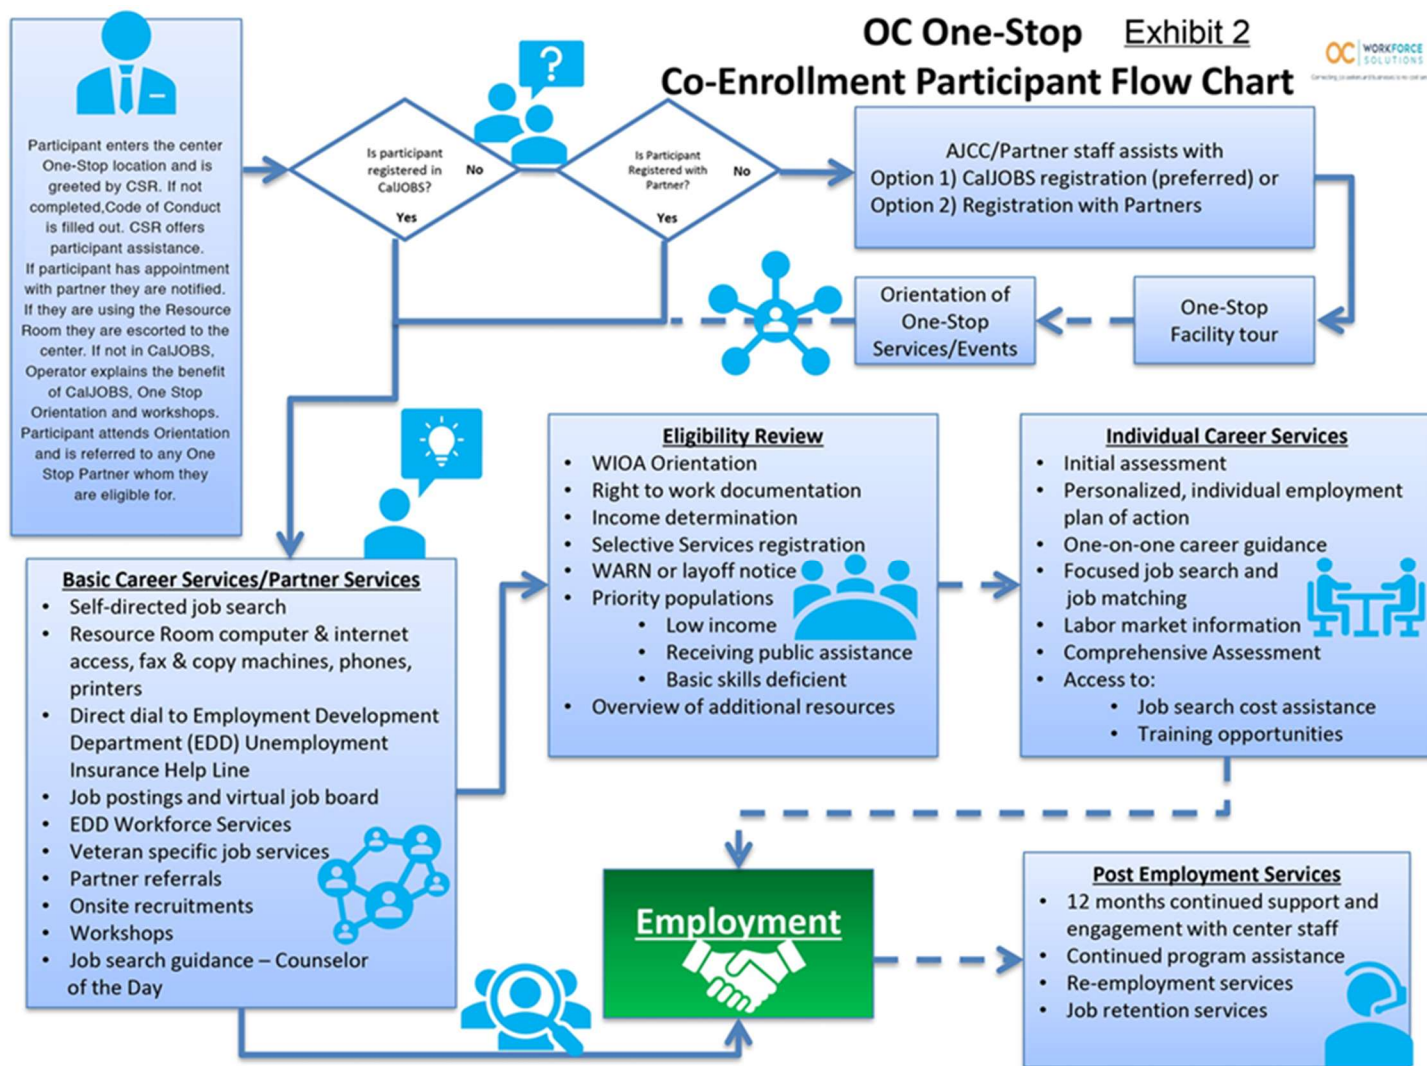 OC One-Stop Exhibit 2
Co-Enrollment Participant Flow Chart
OC WORKFORCE
SOLUTIONS
Participant enters the center
One-Stop location and is
greeted by CSR. If not
completed,Code of Conduct
is filled out. CSR offers
participant assistance.
If participant has appointment
with partner they are notified.
If they are using the Resource
Room they are escorted to the
center. If not in CalJOBS,
Operator explains the benefit
of CalJOBS, One Stop
Orientation and workshops.
Participant attends Orientation
and is referred to any One
Stop Partner whom they
are eligible for.
Is participant
registered in
CalJOBS?
No
Yes
?
Is Participant
Registered with
Partner?
No
Yes
AJCC/Partner staff assists with
Option 1) CalJOBS registration (preferred) or
Option 2) Registration with Partners
One-Stop
Facility tour
Orientation of
One-Stop
Services/Events
Basic Career Services/Partner Services
• Self-directed job search
• Resource Room computer & internet
access, fax & copy machines, phones,
printers
• Direct dial to Employment Development
Department (EDD) Unemployment
Insurance Help Line
• Job postings and virtual job board
• EDD Workforce Services
• Veteran specific job services
• Partner referrals
• Onsite recruitments
• Workshops
• Job search guidance – Counselor
of the Day
Eligibility Review
• WIOA Orientation
• Right to work documentation
• Income determination
• Selective Services registration
• WARN or layoff notice
• Priority populations
• Low income
• Receiving public assistance
• Basic skills deficient
• Overview of additional resources
Individual Career Services
• Initial assessment
• Personalized, individual employment
plan of action
• One-on-one career guidance
• Focused job search and
job matching
• Labor market information
• Comprehensive Assessment
• Access to:
• Job search cost assistance
• Training opportunities
Employment
Post Employment Services
• 12 months continued support and
engagement with center staff
• Continued program assistance
• Re-employment services
• Job retention services